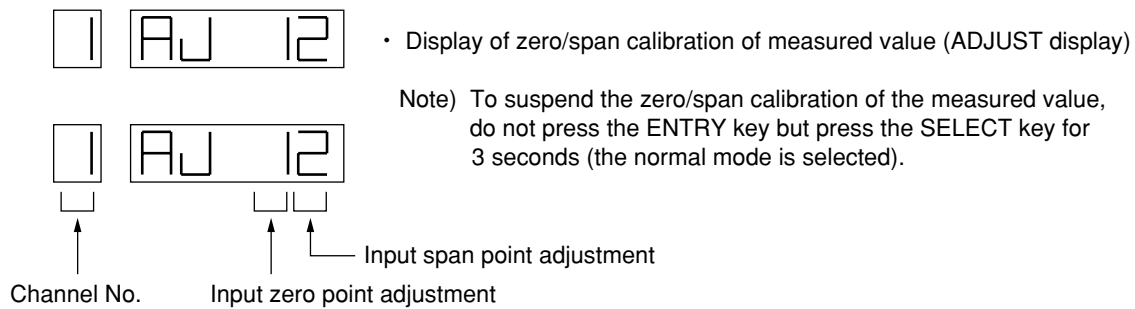 1 AJ 12
・ Display of zero/span calibration of measured value (ADJUST display)
Note) To suspend the zero/span calibration of the measured value,
do not press the ENTRY key but press the SELECT key for
3 seconds (the normal mode is selected).
1 AJ 12
Input span point adjustment
Channel No. Input zero point adjustment